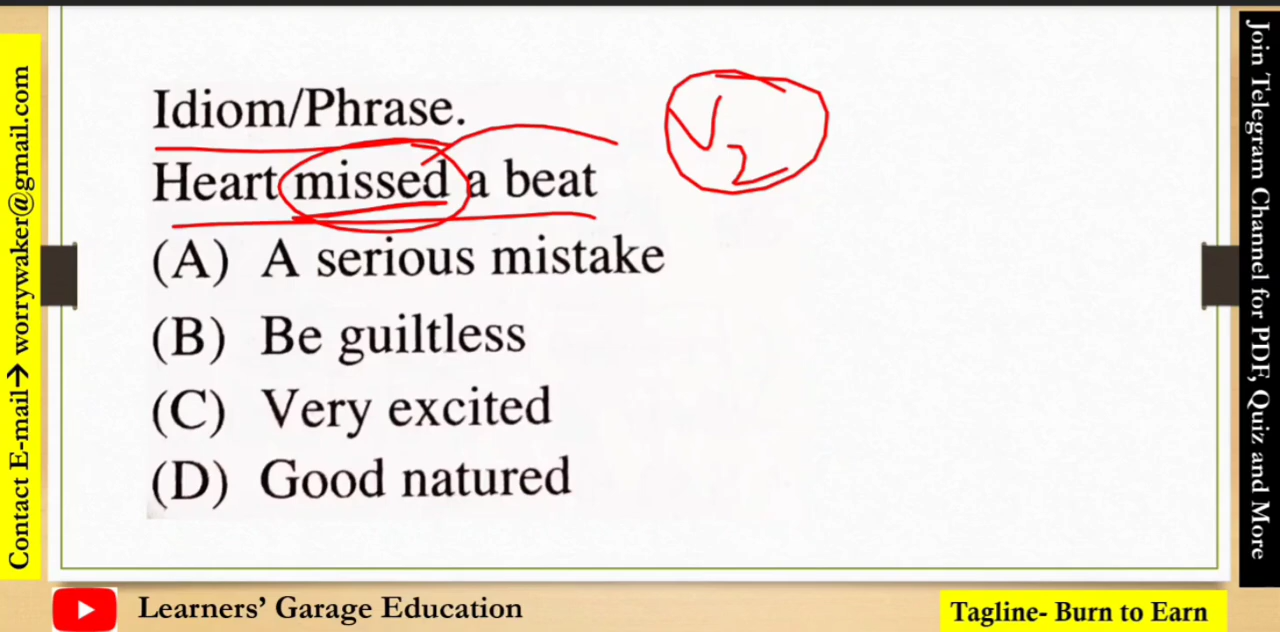 Idiom/Phrase.
Heart missed a beat
V2
(A) A serious mistake
(B) Be guiltless
(C) Very excited
(D) Good natured
Contact E-mail→ worrywaker@gmail.com
Join Telegram Channel for PDF, Quiz and More
Learners' Garage Education
Tagline- Burn to Earn